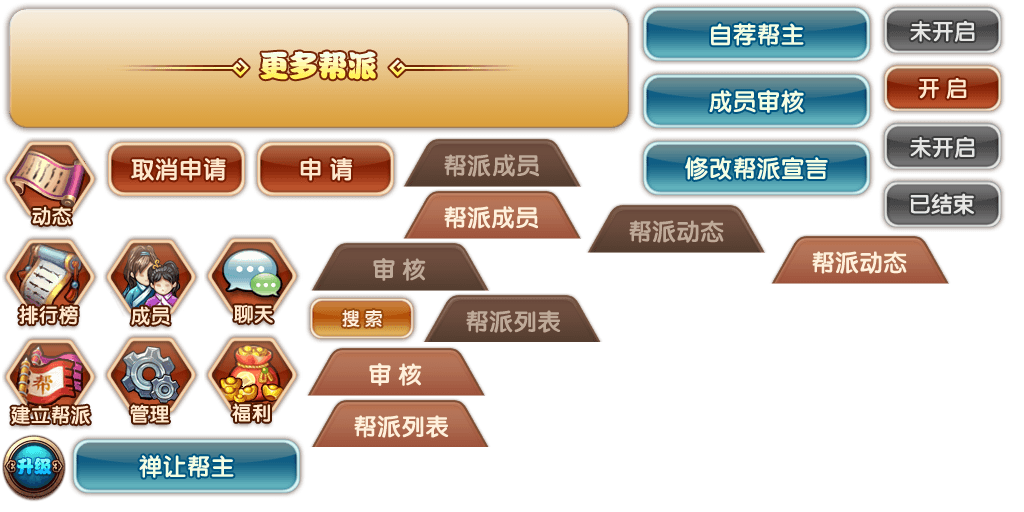 更多帮派
自荐帮主
未开启
成员审核
开 启
取消申请
申 请
帮派成员
修改帮派宣言
未开启
动态
帮派成员
帮派动态
已结束
帮派动态
排行榜
成员
聊天
审 核
搜 索
帮派列表
帮
建立帮派
管理
福利
审 核
帮派列表
升级
禅让帮主